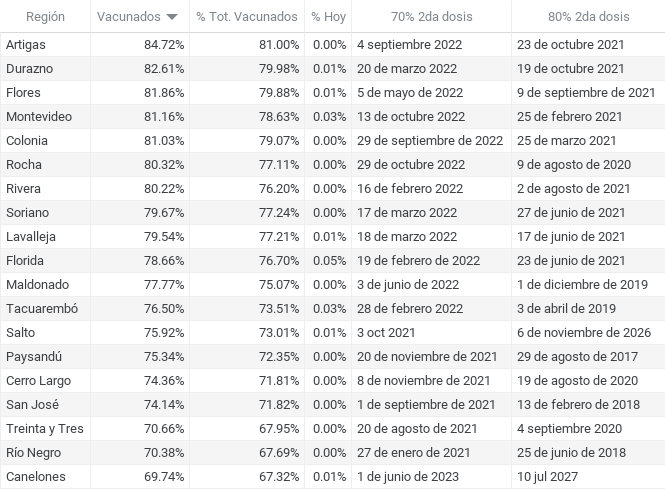 Región Vacunados % Tot. Vacunados % Hoy 70% 2da dosis 80% 2da dosis
Artigas 84.72% 81.00% 0.00% 4 septiembre 2022 23 de octubre 2021
Durazno 82.61% 79.98% 0.01% 20 de marzo 2022 19 de octubre 2021
Flores 81.86% 79.88% 0.01% 5 de mayo de 2022 9 de septiembre de 2021
Montevideo 81.16% 78.63% 0.03% 13 de octubre 2022 25 de febrero 2021
Colonia 81.03% 79.07% 0.00% 29 de septiembre de 2022 25 de marzo 2021
Rocha 80.32% 77.11% 0.00% 29 de octubre 2022 9 de agosto de 2020
Rivera 80.22% 76.20% 0.00% 16 de febrero 2022 2 de agosto de 2021
Soriano 79.67% 77.24% 0.00% 17 de marzo 2022 27 de junio de 2021
Lavalleja 79.54% 77.21% 0.01% 18 de marzo 2022 17 de junio de 2021
Florida 78.66% 76.70% 0.05% 19 de febrero de 2022 23 de junio de 2021
Maldonado 77.77% 75.07% 0.00% 3 de junio de 2022 1 de diciembre de 2019
Tacuarembó 76.50% 73.51% 0.03% 28 de febrero 2022 3 de abril de 2019
Salto 75.92% 73.01% 0.01% 3 oct 2021 6 de noviembre de 2026
Paysandú 75.34% 72.35% 0.00% 20 de noviembre de 2021 29 de agosto de 2017
Cerro Largo 74.36% 71.81% 0.00% 8 de noviembre de 2021 19 de agosto de 2020
San José 74.14% 71.82% 0.00% 1 de septiembre de 2021 13 de febrero de 2018
Treinta y Tres 70.66% 67.95% 0.00% 20 de agosto de 2021 4 septiembre 2020
Río Negro 70.38% 67.69% 0.00% 27 de enero de 2021 25 de junio de 2018
Canelones 69.74% 67.32% 0.01% 1 de junio de 2023 10 jul 2027